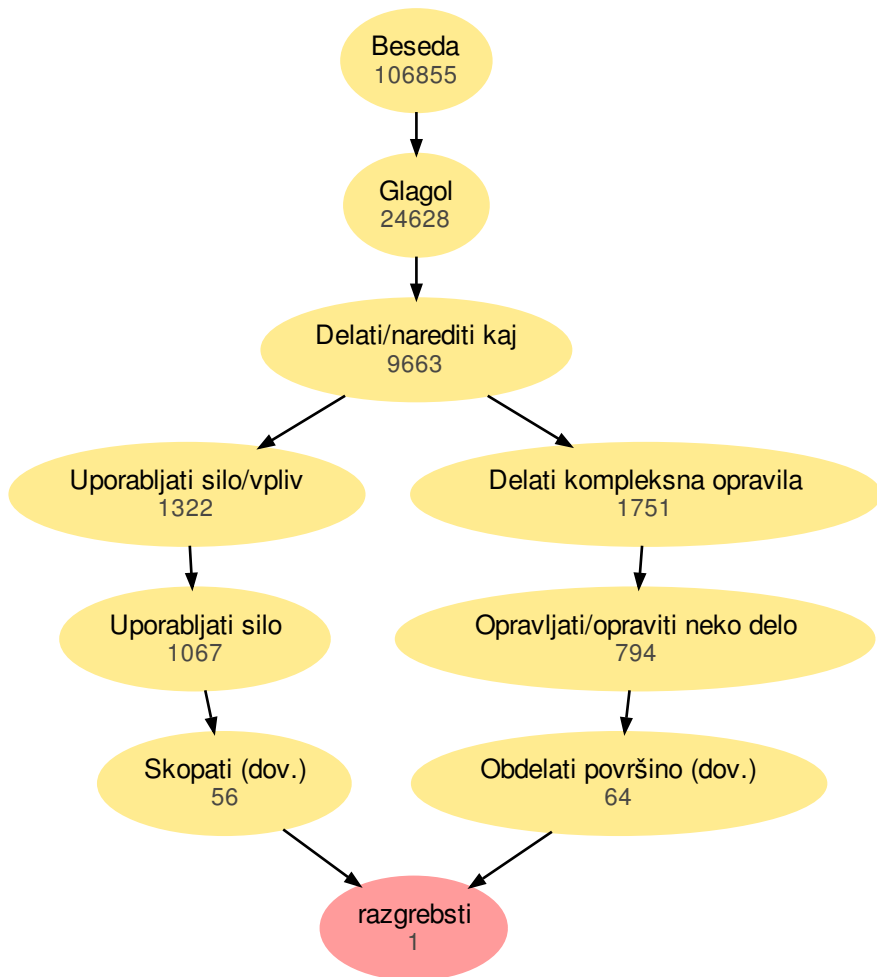 Beseda
106855
Glagol
24628
Delati/narediti kaj
9663
Uporabljati silo/vpliv
1322
Delati kompleksna opravila
1751
Uporabljati silo
1067
Opravljati/opraviti neko delo
794
Skopati (dov.)
56
Obdelati površino (dov.)
64
razgrebsti
1